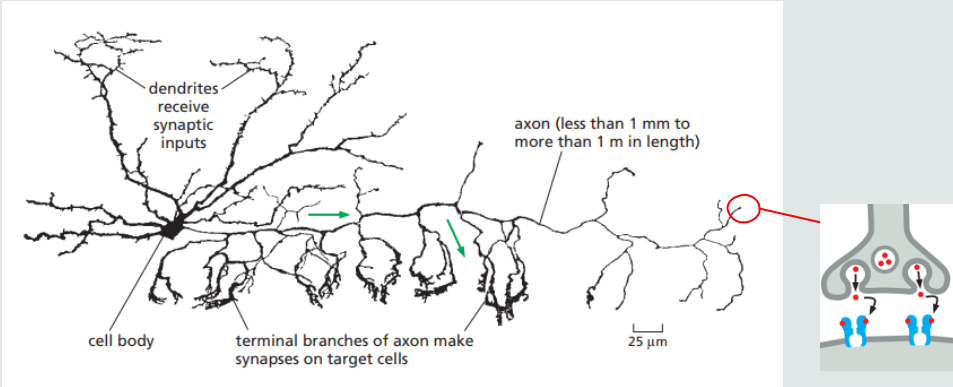 dendrites
receive
synaptic
inputs
axon (less than 1 mm to
more than 1 m in length)
cell body
terminal branches of axon make
synapses on target cells
25 μm